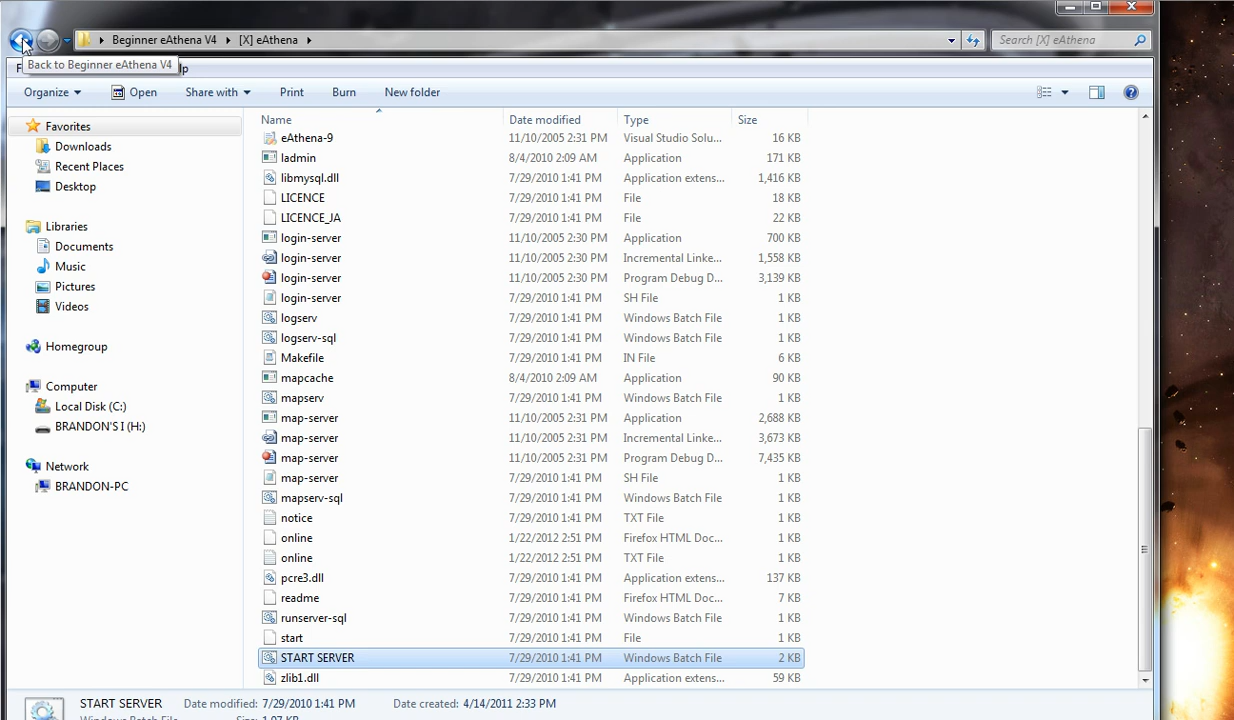 Beginner eAthena V4 [X] eAthena
Search [X] eAthena
Back to Beginner eAthena V4
Organize Open Share with Print Burn New folder
Name Date modified Type Size
Favorites
Downloads
Recent Places
Desktop
Libraries
Documents
Music
Pictures
Videos
Homegroup
Computer
Local Disk (C:)
BRANDON'S I (H:)
Network
BRANDON-PC
eAthena-9 11/10/2005 2:31 PM Visual Studio Solu... 16 KB
ladmin 8/4/2010 2:09 AM Application 171 KB
libmysql.dll 7/29/2010 1:41 PM Application extens... 1,416 KB
LICENCE 7/29/2010 1:41 PM File 18 KB
LICENCE_JA 7/29/2010 1:41 PM File 22 KB
login-server 11/10/2005 2:30 PM Application 700 KB
login-server 11/10/2005 2:30 PM Incremental Linke... 1,558 KB
login-server 11/10/2005 2:30 PM Program Debug D... 3,139 KB
login-server 7/29/2010 1:41 PM SH File 1 KB
logserv 7/29/2010 1:41 PM Windows Batch File 1 KB
logserv-sql 7/29/2010 1:41 PM Windows Batch File 1 KB
Makefile 7/29/2010 1:41 PM IN File 6 KB
mapcache 8/4/2010 2:09 AM Application 90 KB
mapserv 7/29/2010 1:41 PM Windows Batch File 1 KB
map-server 11/10/2005 2:31 PM Application 2,688 KB
map-server 11/10/2005 2:31 PM Incremental Linke... 3,673 KB
map-server 11/10/2005 2:31 PM Program Debug D... 7,435 KB
map-server 7/29/2010 1:41 PM SH File 1 KB
mapserv-sql 7/29/2010 1:41 PM Windows Batch File 1 KB
notice 7/29/2010 1:41 PM TXT File 1 KB
online 1/22/2012 2:51 PM Firefox HTML Doc... 1 KB
online 1/22/2012 2:51 PM TXT File 1 KB
pcre3.dll 7/29/2010 1:41 PM Application extens... 137 KB
readme 7/29/2010 1:41 PM Firefox HTML Doc... 7 KB
runserver-sql 7/29/2010 1:41 PM Windows Batch File 1 KB
start 7/29/2010 1:41 PM File 1 KB
START SERVER 7/29/2010 1:41 PM Windows Batch File 2 KB
zlib1.dll 7/29/2010 1:41 PM Application extens... 59 KB
START SERVER Date modified: 7/29/2010 1:41 PM Date created: 4/14/2011 2:33 PM
Windows Batch File Size: 1.07 KB